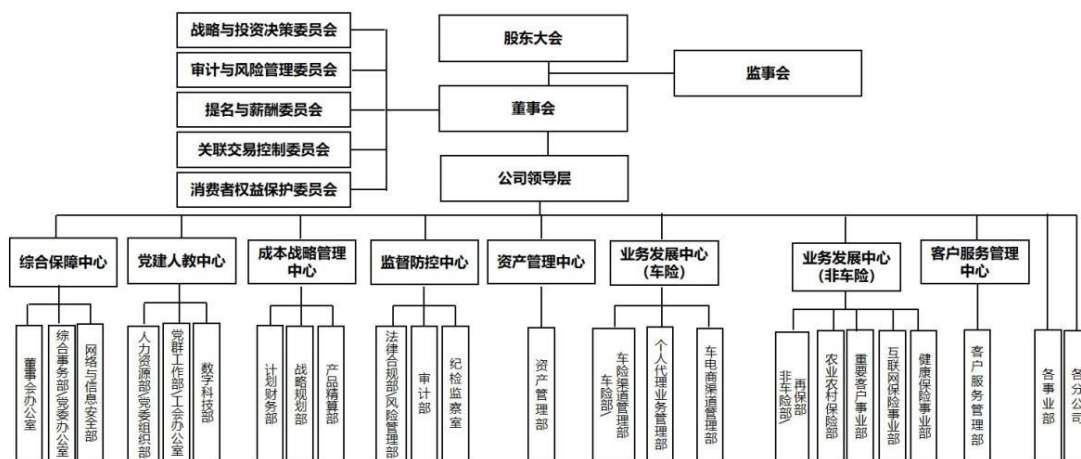 战略与投资决策委员会
审计与风险管理委员会
提名与薪酬委员会
关联交易控制委员会
消费者权益保护委员会
股东大会
监事会
董事会
公司领导层
综合保障中心
党建人教中心
成本战略管理
中心
监督防控中心
资产管理中心
业务发展中心
（车险）
业务发展中心
（非车险）
客户服务管理
中心
董事会办公室
综合事务部/党委办公室
网络与信息安全部
人力资源部/党委组织部
党群工作部/工会办公室
数字科技部
计划财务部
战略规划部
产品精算部
法律合规部/风险管理部
审计部
纪检监察室
资产管理部
车险部/
车险渠道管理部
个人代理业务管理部
车电商渠道管理部
非车险部/
再保部
农业农村保险部
重要客户事业部
互联网保险事业部
健康保险事业部
客户服务管理部
各事业部
各分公司